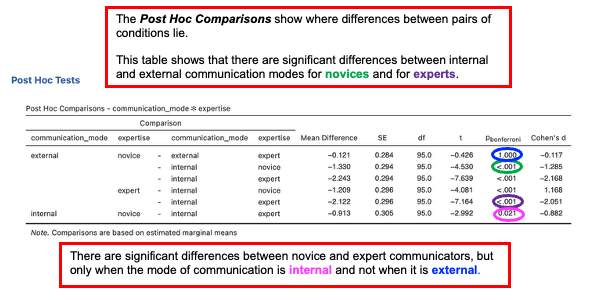 The Post Hoc Comparisons show where differences between pairs of
conditions lie.
This table shows that there are significant differences between internal
and external communication modes for novices and for experts.
Post Hoc Tests
Post Hoc Comparisons - communication_mode ✻ expertise
Comparison
communication_mode expertise communication_mode expertise Mean Difference SE df t pbonferroni Cohen's d
external novice - external expert -0.121 0.284 95.0 -0.426 1.000 -0.117
- internal novice -1.330 0.294 95.0 -4.530 <.001 -1.285
- internal expert -2.243 0.294 95.0 -7.639 <.001 -2.168
expert - internal novice -1.209 0.296 95.0 -4.081 <.001 1.168
- internal expert -2.122 0.296 95.0 -7.164 <.001 -2.051
internal novice - internal expert -0.913 0.305 95.0 -2.992 0.021 -0.882
Note. Comparisons are based on estimated marginal means
There are significant differences between novice and expert communicators, but
only when the mode of communication is internal and not when it is external.